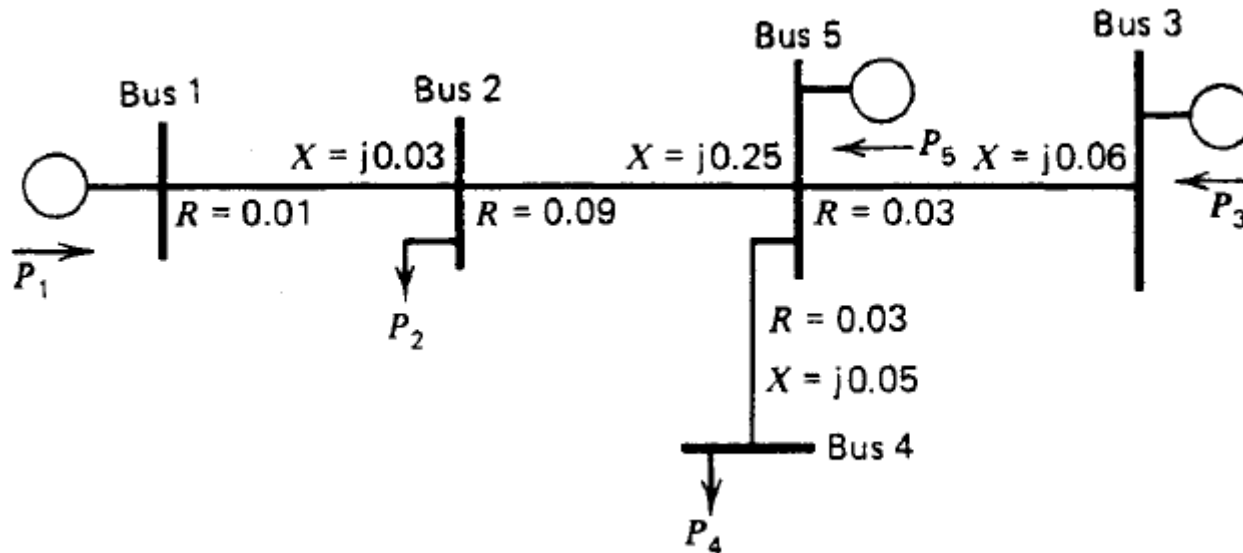 Bus 1
Bus 2
Bus 5
Bus 3
X = j0.03
X = j0.25
P5
X = j0.06
R = 0.01
R = 0.09
R = 0.03
P3
P1
P2
R = 0.03
X = j0.05
Bus 4
P4